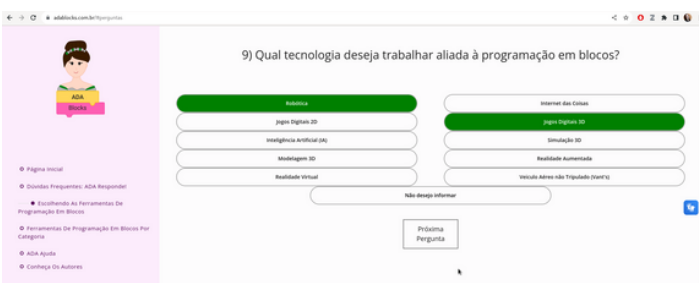 adablocks.com.br/#perguntas
9) Qual tecnologia deseja trabalhar aliada à programação em blocos?
ADA
Blocks
Robótica
Internet das Coisas
Jogos Digitais 2D
Jogos Digitais 3D
Inteligência Artificial (IA)
Simulação 3D
Modelagem 3D
Realidade Aumentada
Realidade Virtual
Veículo Aéreo não Tripulado (Vant's)
Não desejo informar
Próxima
Pergunta
Página Inicial
Dúvidas Frequentes: ADA Responde!
Escolhendo As Ferramentas De
Programação Em Blocos
Ferramentas De Programação Em Blocos Por
Categoria
ADA Ajuda
Conheça Os Autores